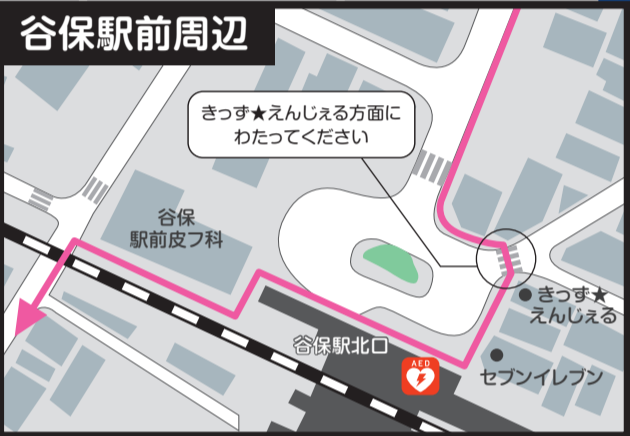 谷保駅前周辺
きっず★えんじぇる方面に
わたってください
谷保
駅前皮フ科
きっず★
えんじぇる
谷保駅北口
AED
セブンイレブン